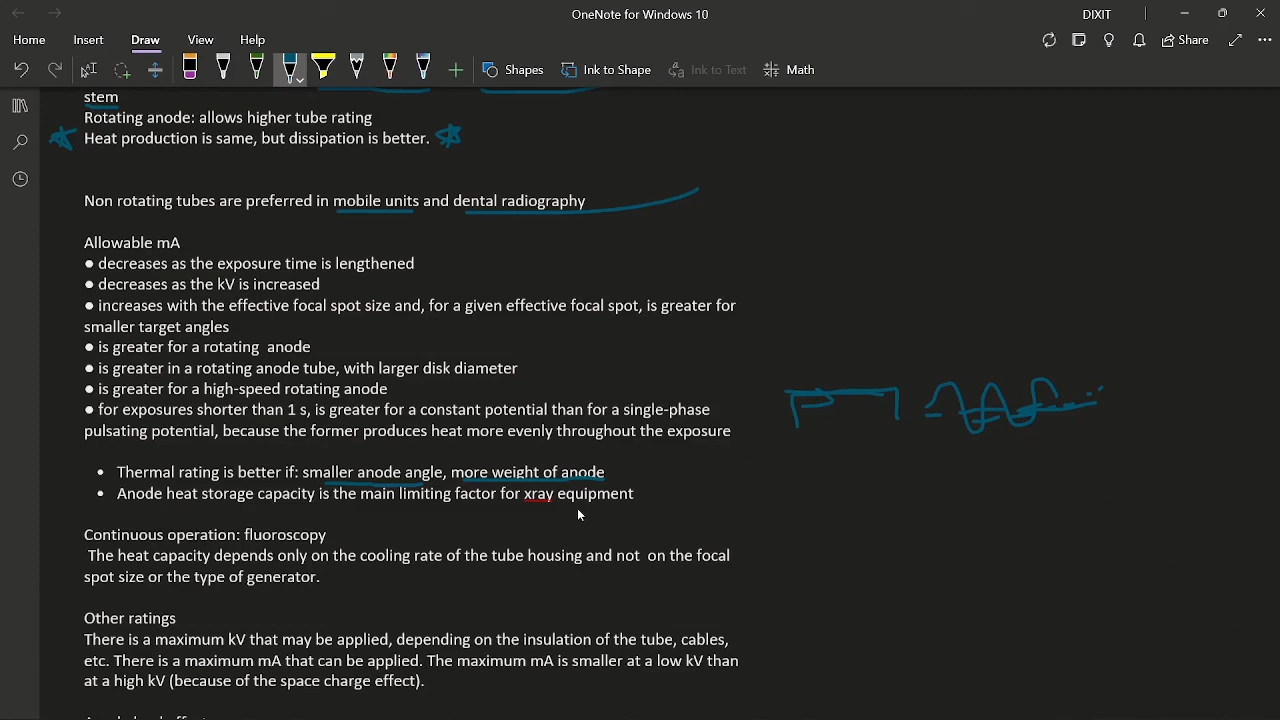 OneNote for Windows 10
DIXIT
Home Insert Draw View Help
Share
Shapes Ink to Shape Ink to Text Math
stem
Rotating anode: allows higher tube rating
Heat production is same, but dissipation is better.
Non rotating tubes are preferred in mobile units and dental radiography
Allowable mA
● decreases as the exposure time is lengthened
● decreases as the kV is increased
● increases with the effective focal spot size and, for a given effective focal spot, is greater for
smaller target angles
● is greater for a rotating anode
● is greater in a rotating anode tube, with larger disk diameter
● is greater for a high-speed rotating anode
● for exposures shorter than 1 s, is greater for a constant potential than for a single-phase
pulsating potential, because the former produces heat more evenly throughout the exposure
• Thermal rating is better if: smaller anode angle, more weight of anode
• Anode heat storage capacity is the main limiting factor for xray equipment
Continuous operation: fluoroscopy
The heat capacity depends only on the cooling rate of the tube housing and not on the focal
spot size or the type of generator.
Other ratings
There is a maximum kV that may be applied, depending on the insulation of the tube, cables,
etc. There is a maximum mA that can be applied. The maximum mA is smaller at a low kV than
at a high kV (because of the space charge effect).